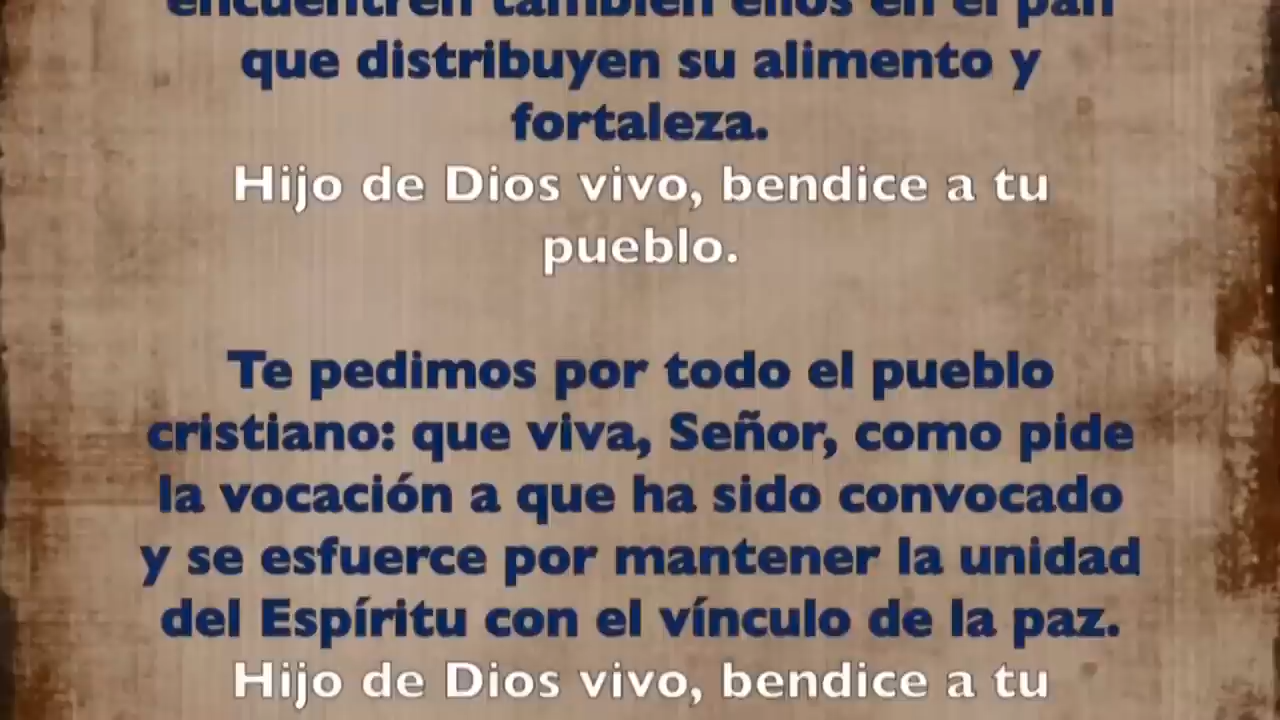 encuentren también ellos en el pan
que distribuyen su alimento y
fortaleza.
Hijo de Dios vivo, bendice a tu
pueblo.
Te pedimos por todo el pueblo
cristiano: que viva, Señor, como pide
la vocación a que ha sido convocado
y se esfuerce por mantener la unidad
del Espíritu con el vínculo de la paz.
Hijo de Dios vivo, bendice a tu